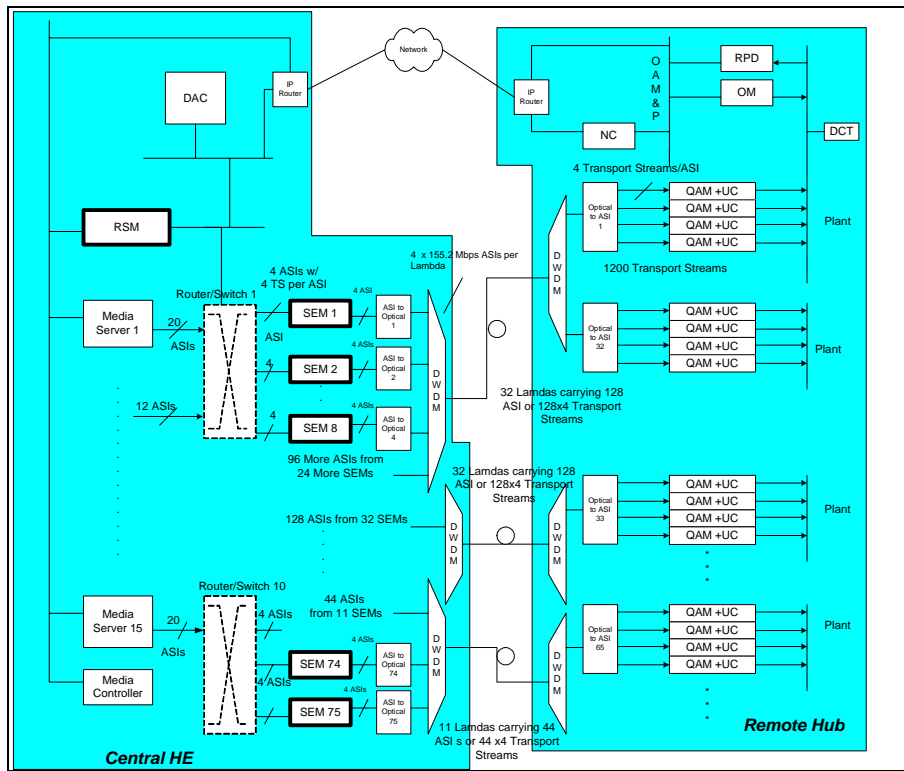 Network
IP
Router
DAC
RSM
Router/Switch 1
4 ASIs w/
4 TS per ASI
4 ASI
ASI
SEM 1
ASI to
Optical
1
4 x 155.2 Mbps ASIs per
Lambda
Media
Server 1
20
ASIs
4
SEM 2
4 ASIs
ASI to
Optical
2
D
W
D
M
12 ASIs
4
SEM 8
4 ASIs
ASI to
Optical
4
96 More ASIs from
24 More SEMs
128 ASIs from 32 SEMs
D
W
D
M
Router/Switch 10
44 ASIs
from 11 SEMs
Media
Server 15
20
ASIs
4 ASIs
4 ASIs
SEM 74
4 ASIs
ASI to
Optical
74
D
W
D
M
Media
Controller
SEM 75
4 ASIs
ASI to
Optical
75
Central HE
IP
Router
O
A
M
&
P
RPD
OM
NC
DCT
4 Transport Streams/ASI
D
W
D
M
Optical
to ASI
1
QAM +UC
QAM +UC
QAM +UC
QAM +UC
Plant
1200 Transport Streams
Optical
to ASI
32
QAM +UC
QAM +UC
QAM +UC
QAM +UC
Plant
32 Lamdas carrying 128
ASI or 128x4 Transport
Streams
32 Lamdas carrying 128
ASI or 128x4 Transport
Streams
D
W
D
M
Optical
to ASI
33
QAM +UC
QAM +UC
QAM +UC
QAM +UC
Plant
D
W
D
M
Optical
to ASI
65
QAM +UC
QAM +UC
QAM +UC
QAM +UC
Plant
11 Lamdas carrying 44
ASI s or 44 x4 Transport
Streams
Remote Hub